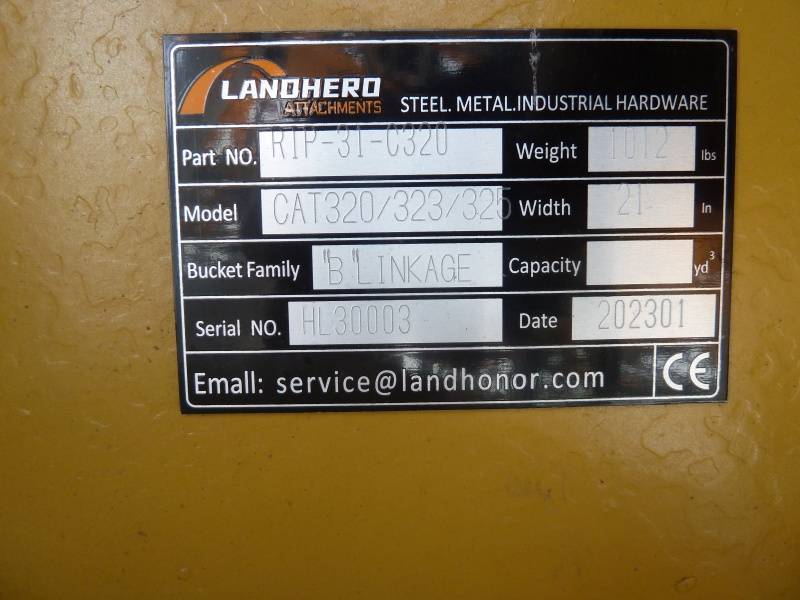 LANDHERO
ATTACHMENTS
STEEL. METAL.INDUSTRIAL HARDWARE
Part NO. RIP-31-C320 Weight 1012 lbs
Model CAT320/323/325 Width 21 In
Bucket Family "B"LINKAGE Capacity yd³
Serial NO. HL30003 Date 202301
Emall: service@landhonor.com CE